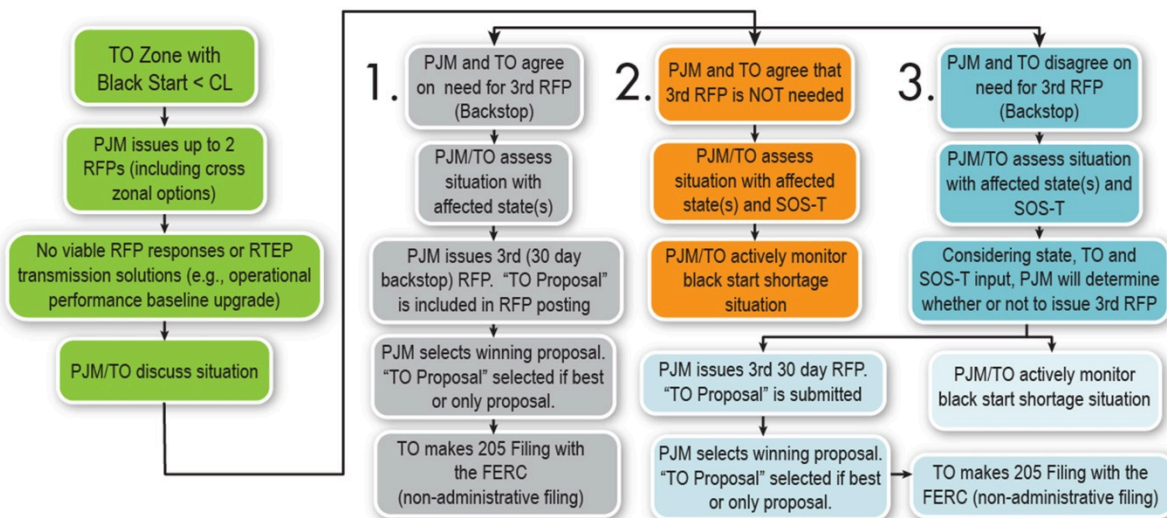 TO Zone with
Black Start < CL
PJM issues up to 2
RFPs (including cross
zonal options)
No viable RFP responses or RTEP
transmission solutions (e.g., operational
performance baseline upgrade)
PJM/TO discuss situation
1.
PJM and TO agree
on need for 3rd RFP
(Backstop)
PJM/TO assess
situation with
affected state(s)
PJM issues 3rd (30 day
backstop) RFP. “TO Proposal”
is included in RFP posting
PJM selects winning proposal.
“TO Proposal” selected if best
or only proposal.
TO makes 205 Filing with
the FERC
(non-administrative filing)
2.
PJM and TO agree that
3rd RFP is NOT needed
PJM/TO assess
situation with affected
state(s) and SOS-T
PJM/TO actively monitor
black start shortage
situation
3.
PJM and TO disagree on
need for 3rd RFP
(Backstop)
PJM/TO assess situation
with affected state(s) and
SOS-T
Considering state, TO and
SOS-T input, PJM will determine
whether or not to issue 3rd RFP
PJM issues 3rd 30 day RFP.
“TO Proposal” is submitted
PJM selects winning proposal.
“TO Proposal” selected if best
or only proposal.
TO makes 205 Filing with the
FERC (non-administrative filing)
PJM/TO actively monitor
black start shortage situation